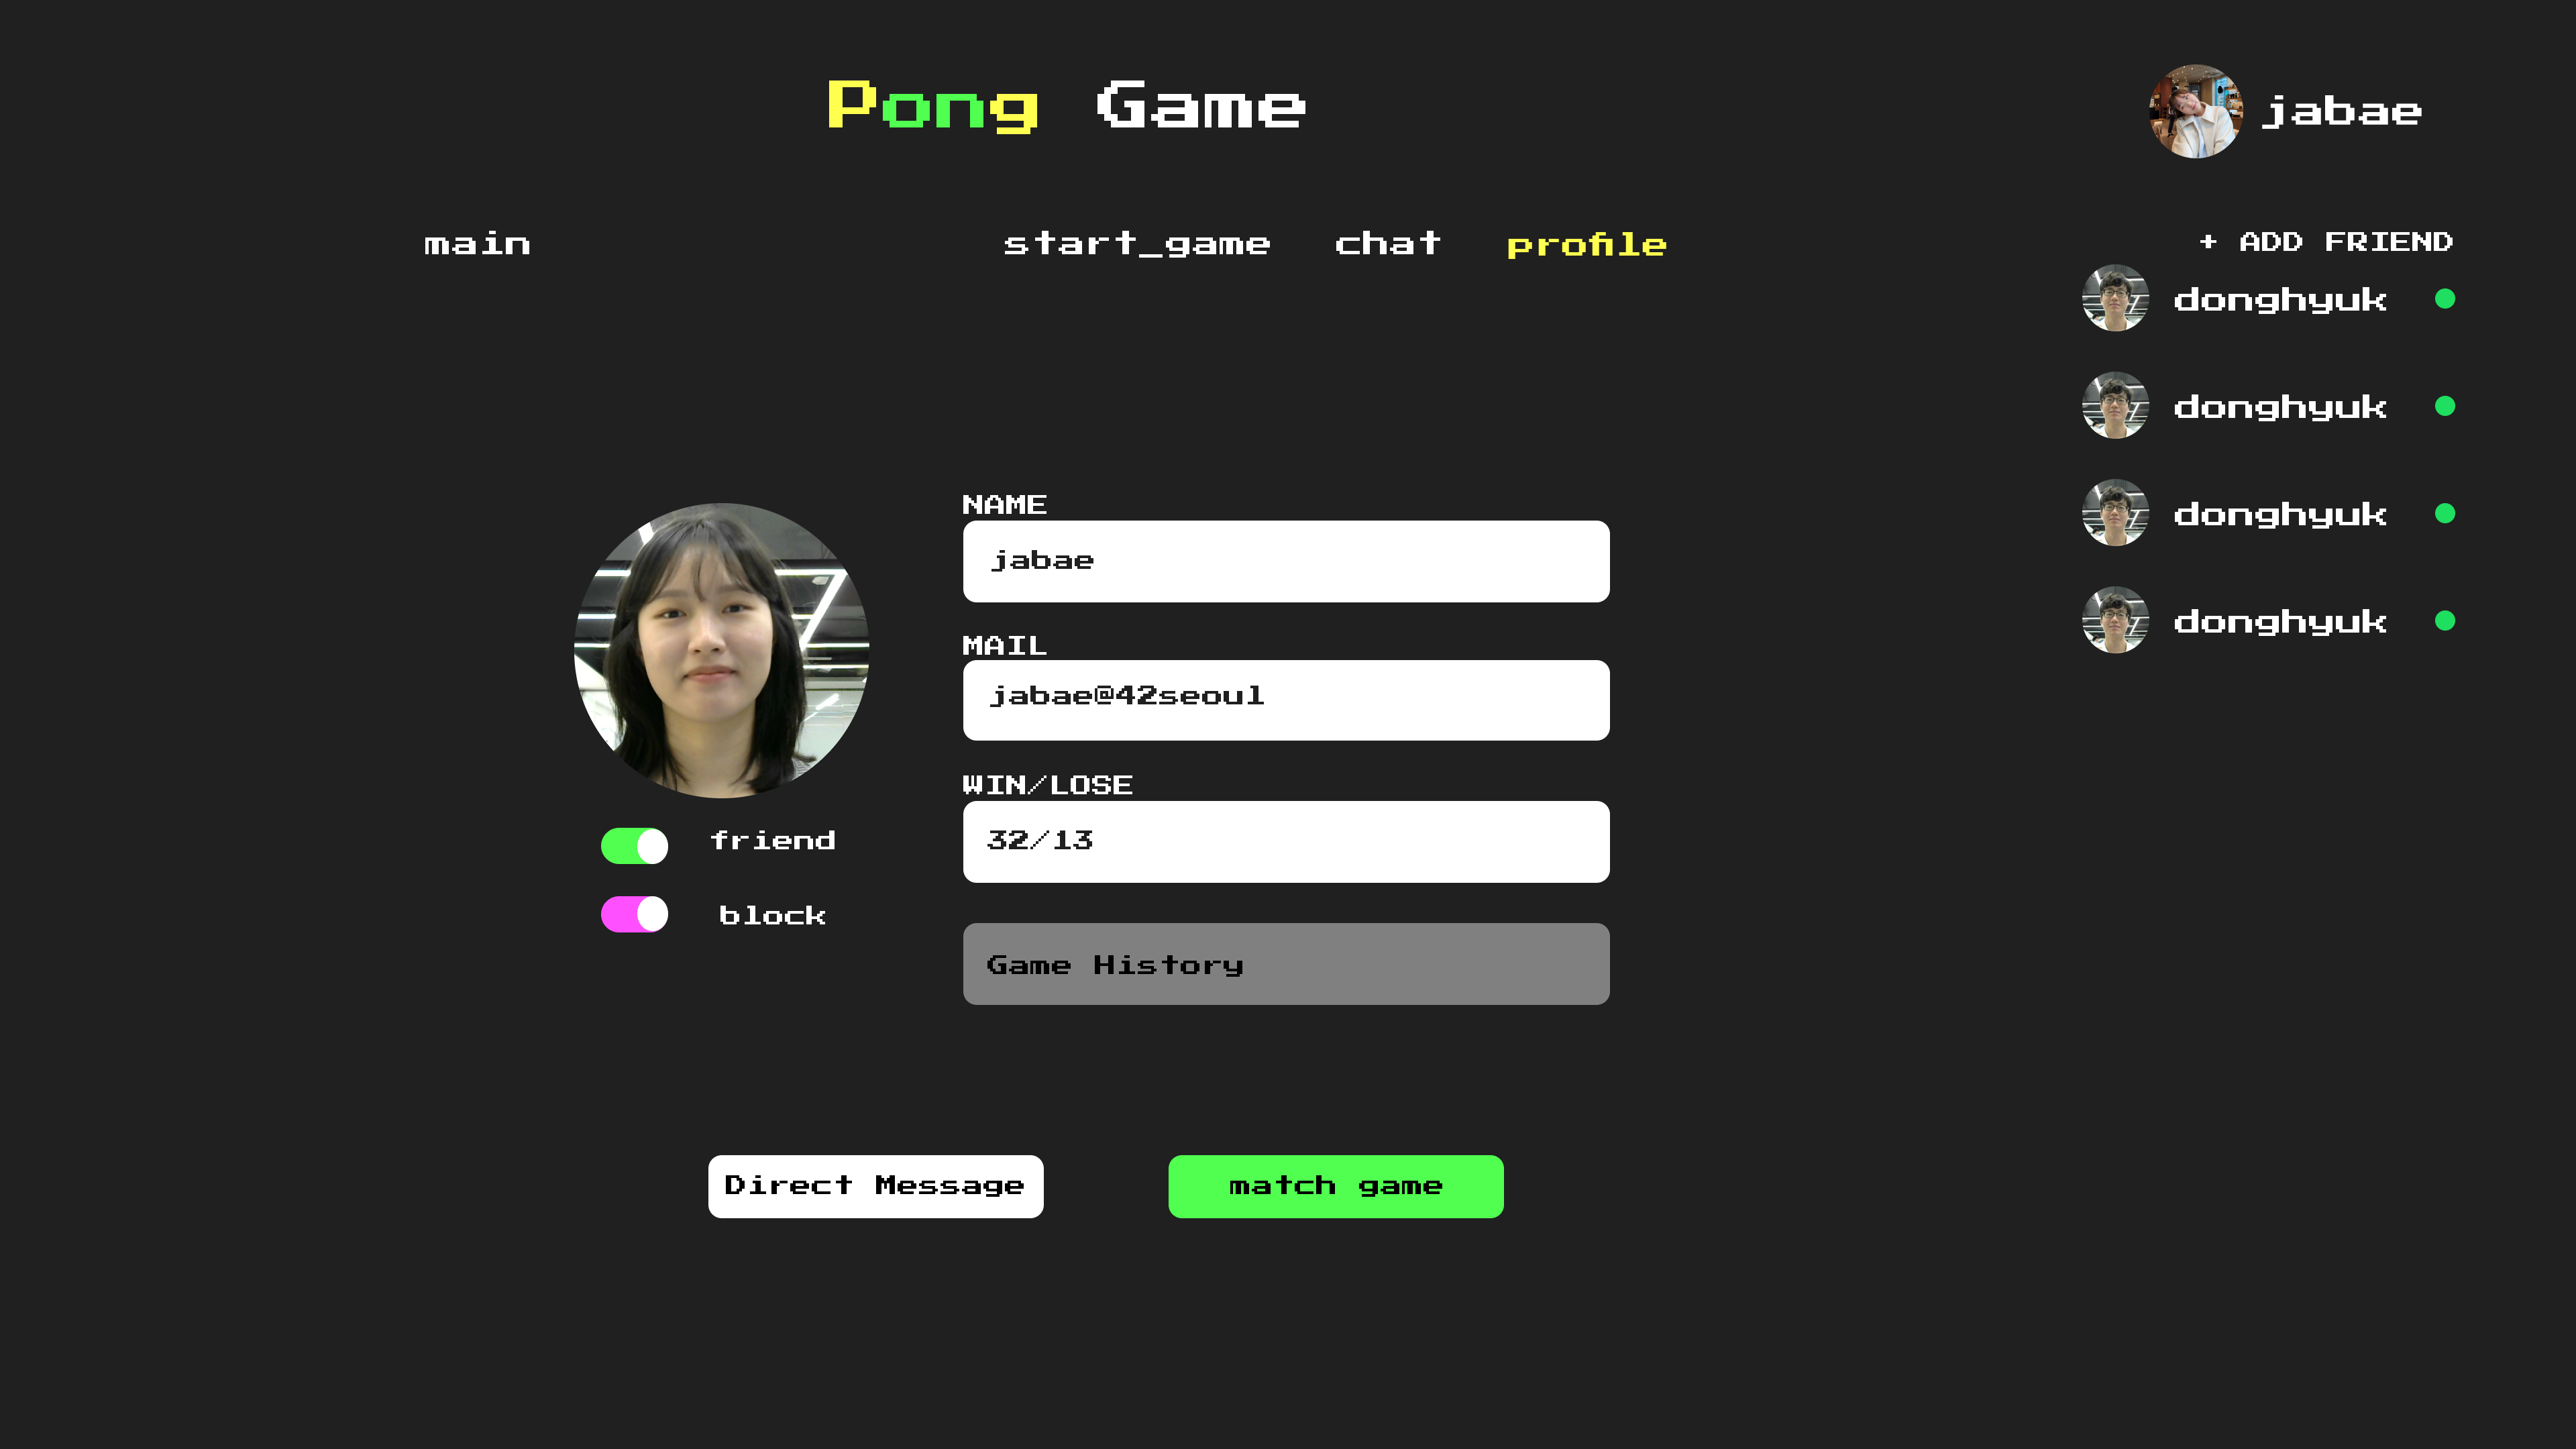 Pong Game
jabae
main
start_game
chat
profile
+ ADD FRIEND
donghyuk
donghyuk
donghyuk
donghyuk
NAME
jabae
MAIL
jabae@42seoul
WIN/LOSE
32/13
friend
block
Game History
Direct Message
match game